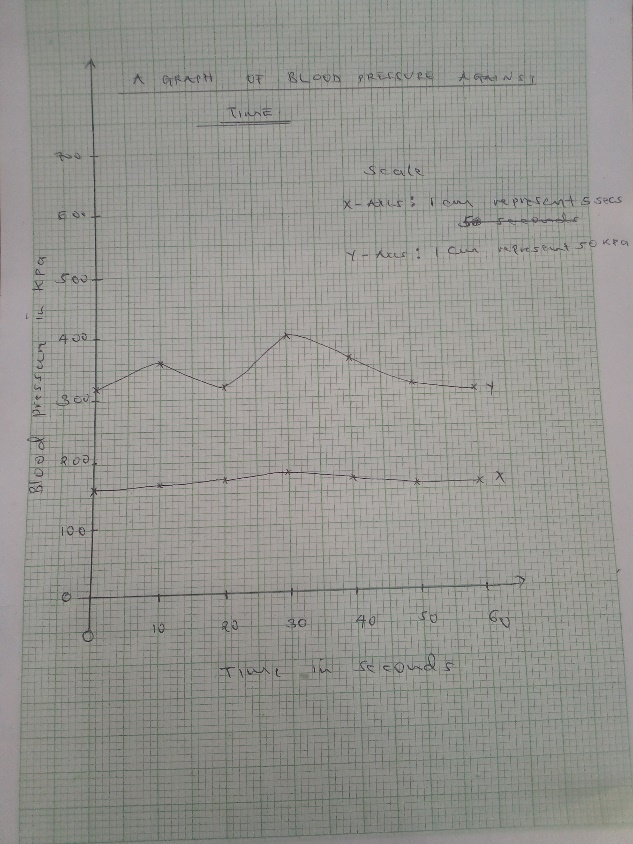 A GRAPH OF BLOOD PRESSURE AGAINST
TIME
Scale
X-Axis: 1 cm represent 5 secs
50 seconds
Y-Axis: 1 cm represent 50 KPa
Blood pressure in KPa
700
600
500
400
300
200
100
0
Y
X
0
10 20 30 40 50 60
Time in seconds